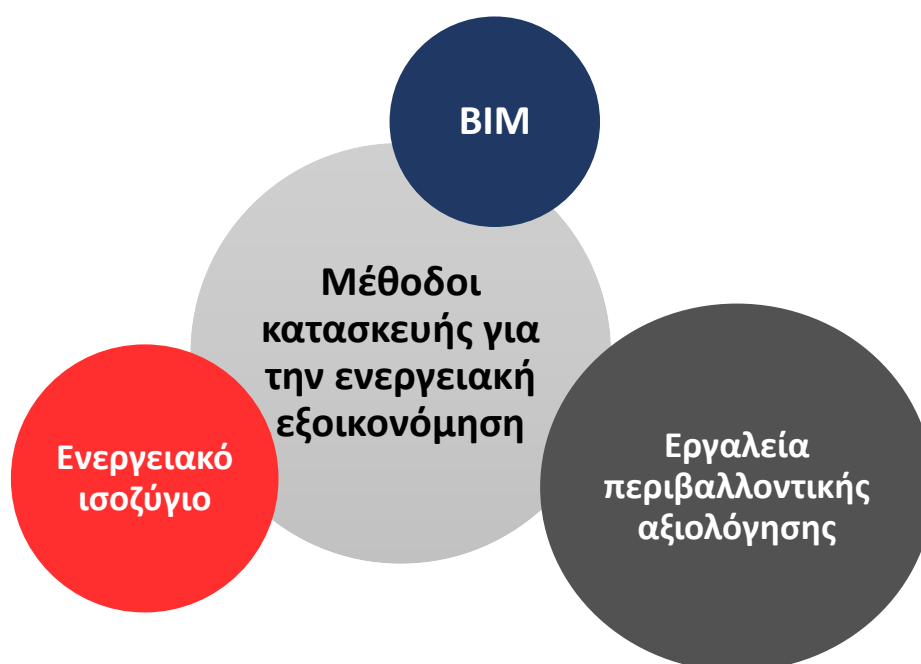 BIM
Μέθοδοι
κατασκευής για
την ενεργειακή
εξοικονόμηση
Ενεργειακό
ισοζύγιο
Εργαλεία
περιβαλλοντικής
αξιολόγησης